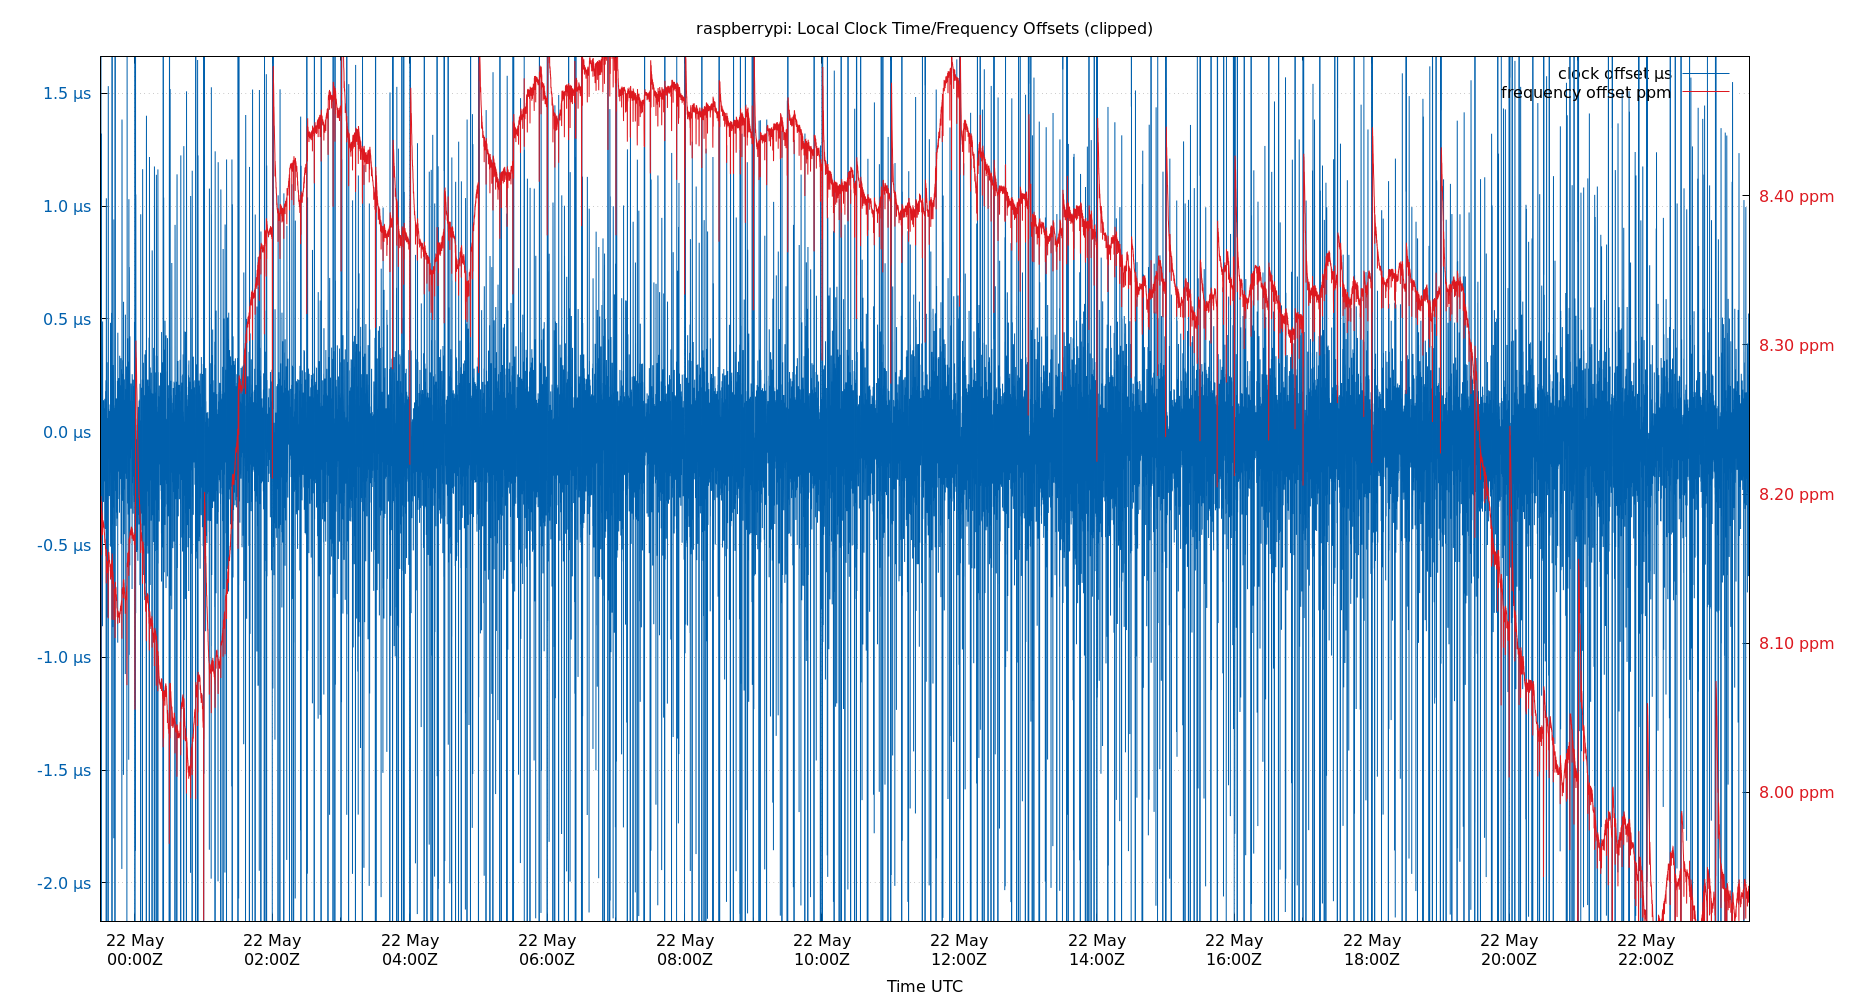 raspberrypi: Local Clock Time/Frequency Offsets (clipped)
clock offset µs
frequency offset ppm
1.5 µs
1.0 µs
0.5 µs
0.0 µs
-0.5 µs
-1.0 µs
-1.5 µs
-2.0 µs
8.40 ppm
8.30 ppm
8.20 ppm
8.10 ppm
8.00 ppm
22 May 22 May 22 May 22 May 22 May 22 May 22 May 22 May 22 May 22 May 22 May 22 May
00:00Z 02:00Z 04:00Z 06:00Z 08:00Z 10:00Z 12:00Z 14:00Z 16:00Z 18:00Z 20:00Z 22:00Z
Time UTC